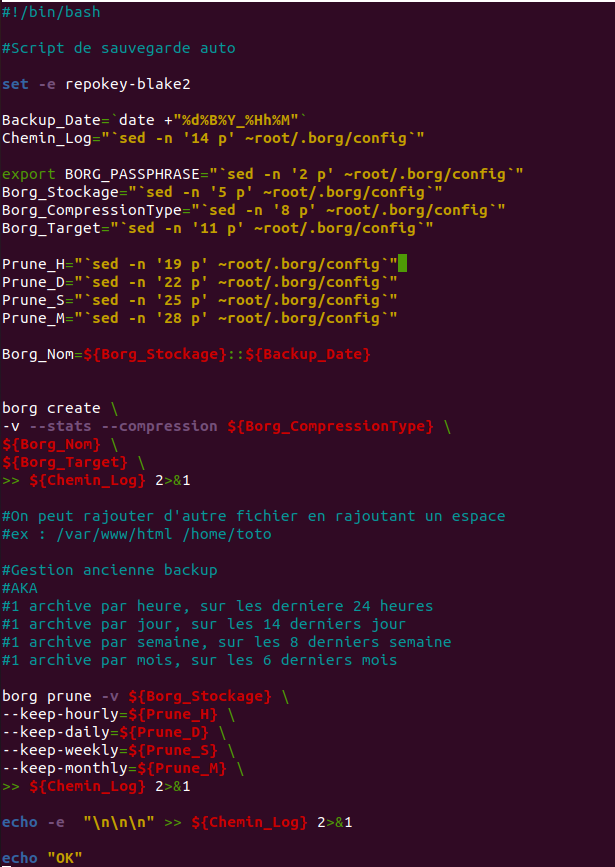 #!/bin/bash
#Script de sauvegarde auto
set -e repokey-blake2
Backup_Date=`date +"%d%B%Y_%Hh%M"`
Chemin_Log="`sed -n '14 p' ~root/.borg/config`"
export BORG_PASSPHRASE="`sed -n '2 p' ~root/.borg/config`"
Borg_Stockage="`sed -n '5 p' ~root/.borg/config`"
Borg_CompressionType="`sed -n '8 p' ~root/.borg/config`"
Borg_Target="`sed -n '11 p' ~root/.borg/config`"
Prune_H="`sed -n '19 p' ~root/.borg/config`"
Prune_D="`sed -n '22 p' ~root/.borg/config`"
Prune_S="`sed -n '25 p' ~root/.borg/config`"
Prune_M="`sed -n '28 p' ~root/.borg/config`"
Borg_Nom=${Borg_Stockage}::${Backup_Date}
borg create \
-v --stats --compression ${Borg_CompressionType} \
${Borg_Nom} \
${Borg_Target} \
>> ${Chemin_Log} 2>&1
#On peut rajouter d'autre fichier en rajoutant un espace
#ex : /var/www/html /home/toto
#Gestion ancienne backup
#AKA
#1 archive par heure, sur les derniere 24 heures
#1 archive par jour, sur les 14 derniers jour
#1 archive par semaine, sur les 8 derniers semaine
#1 archive par mois, sur les 6 derniers mois
borg prune -v ${Borg_Stockage} \
--keep-hourly=${Prune_H} \
--keep-daily=${Prune_D} \
--keep-weekly=${Prune_S} \
--keep-monthly=${Prune_M} \
>> ${Chemin_Log} 2>&1
echo -e  "\n\n\n" >> ${Chemin_Log} 2>&1
echo "OK"